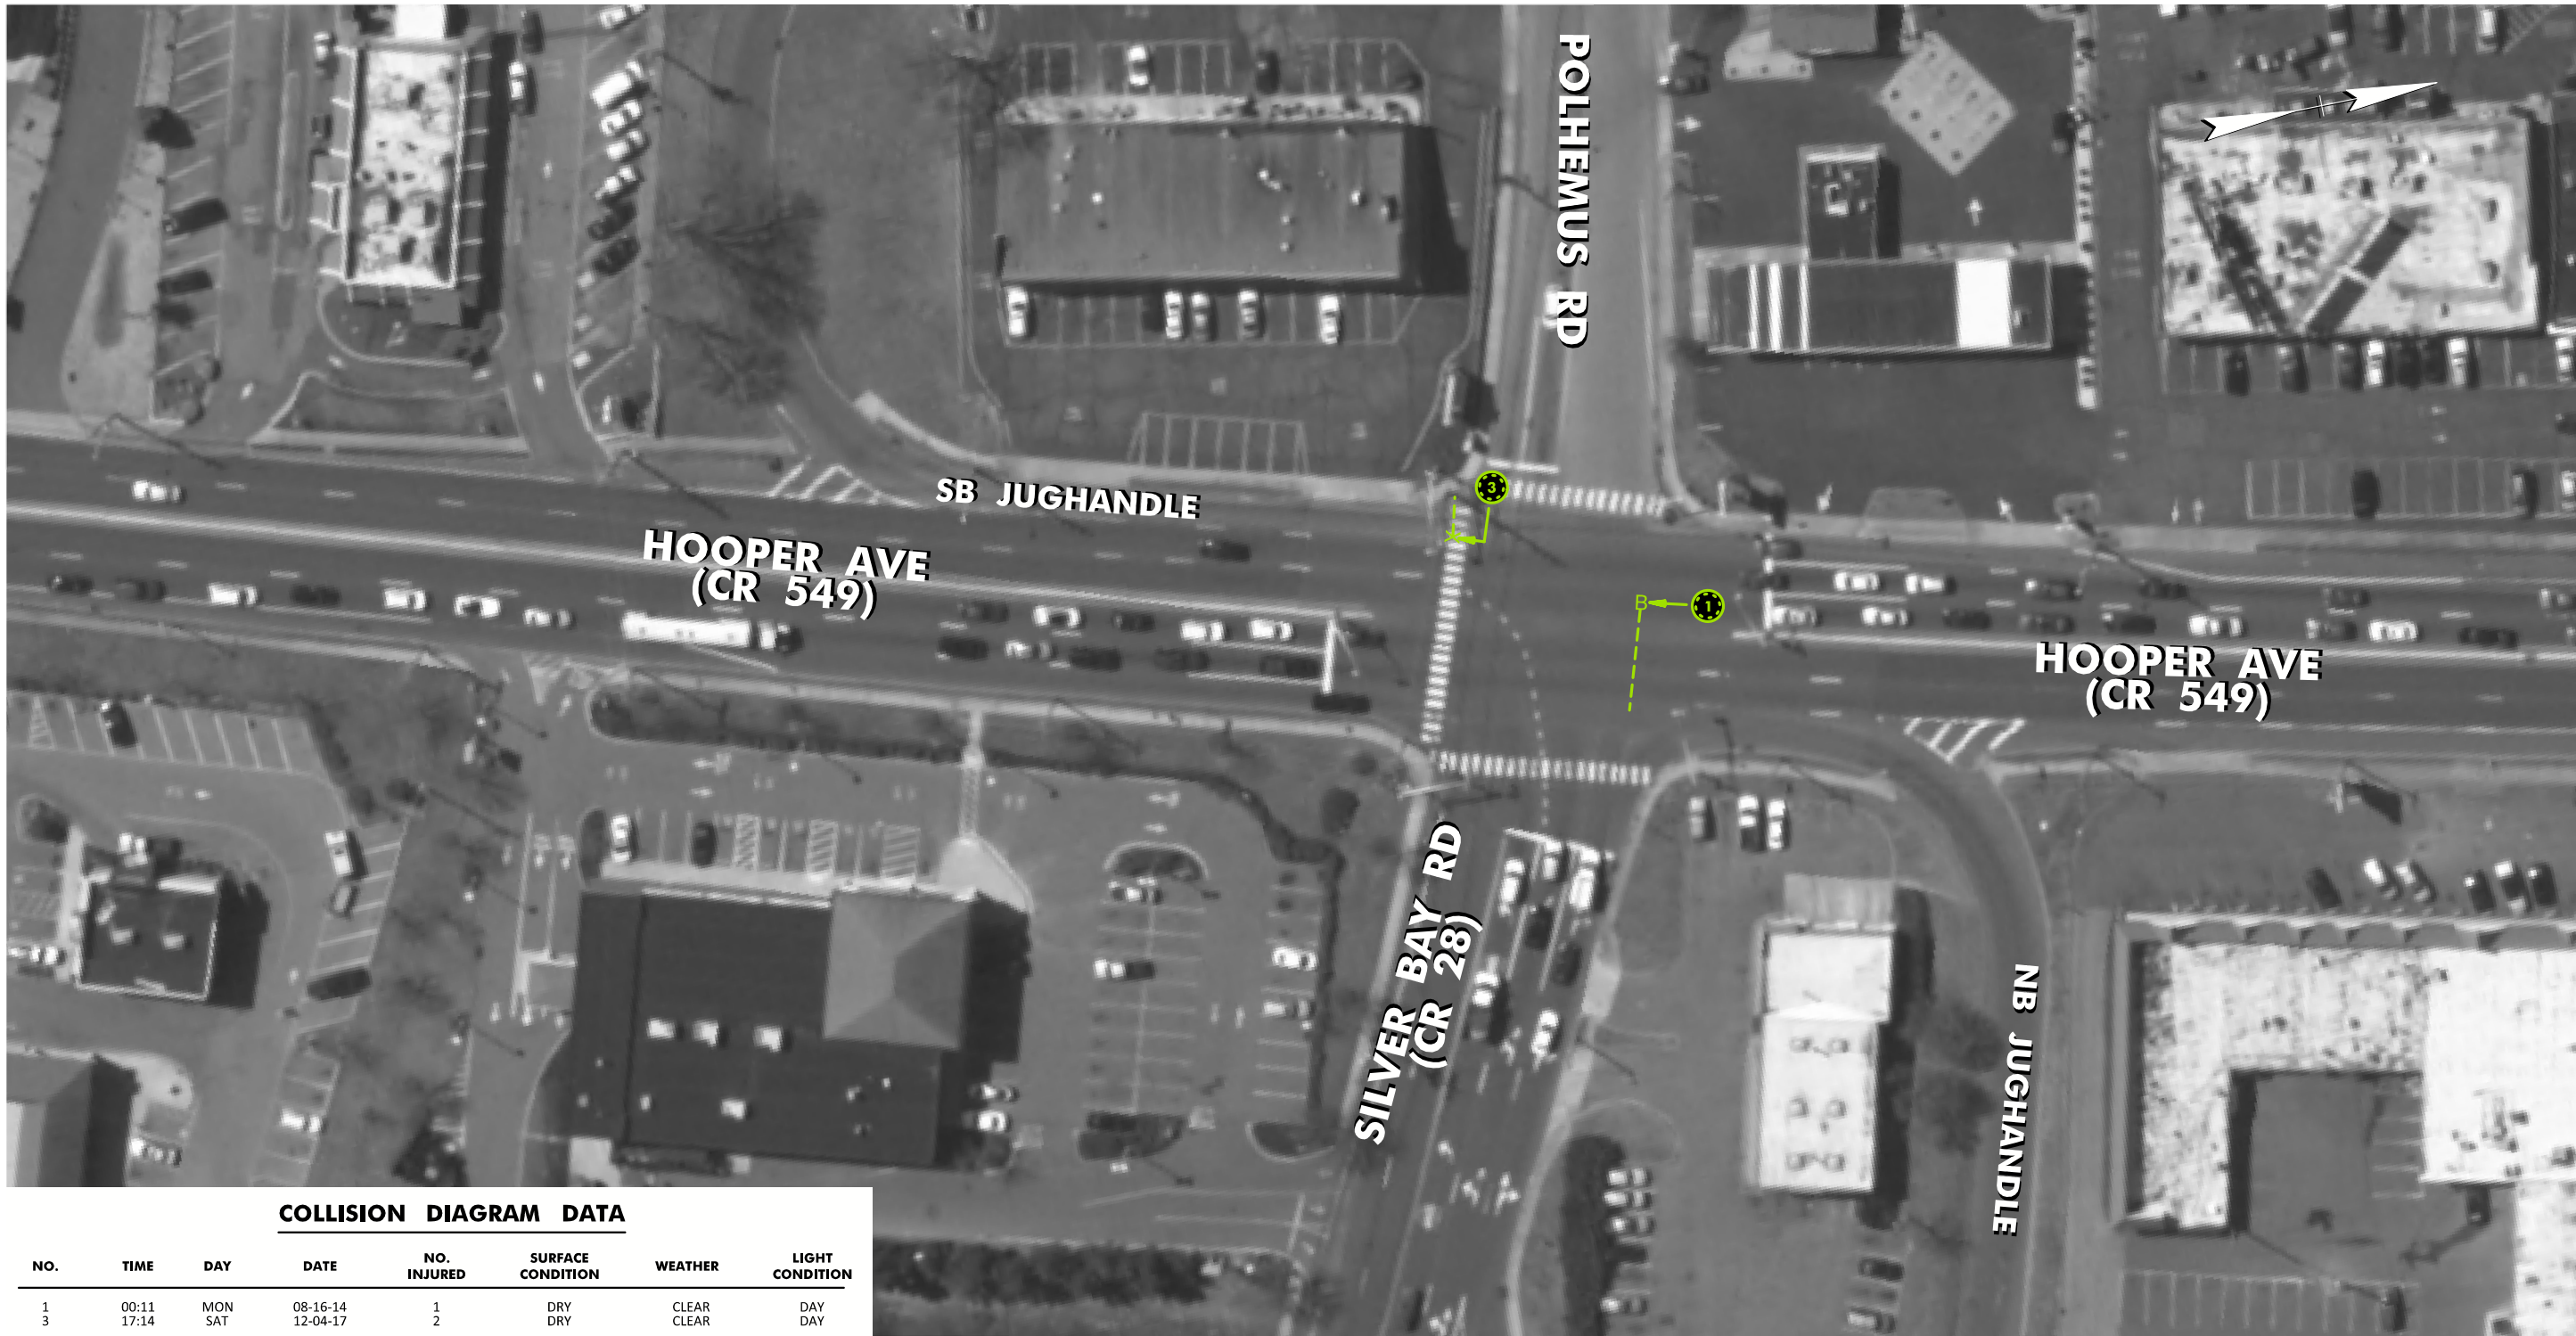 POLHEMUS RD
SB JUGHANDLE
3
HOOPER AVE
(CR 549)
B
1
HOOPER AVE
(CR 549)
SILVER BAY RD
(CR 28)
NB JUGHANDLE
COLLISION DIAGRAM DATA
NO. TIME DAY DATE NO. INJURED SURFACE CONDITION WEATHER LIGHT CONDITION
1 00:11 MON 08-16-14 1 DRY CLEAR DAY
3 17:14 SAT 12-04-17 2 DRY CLEAR DAY